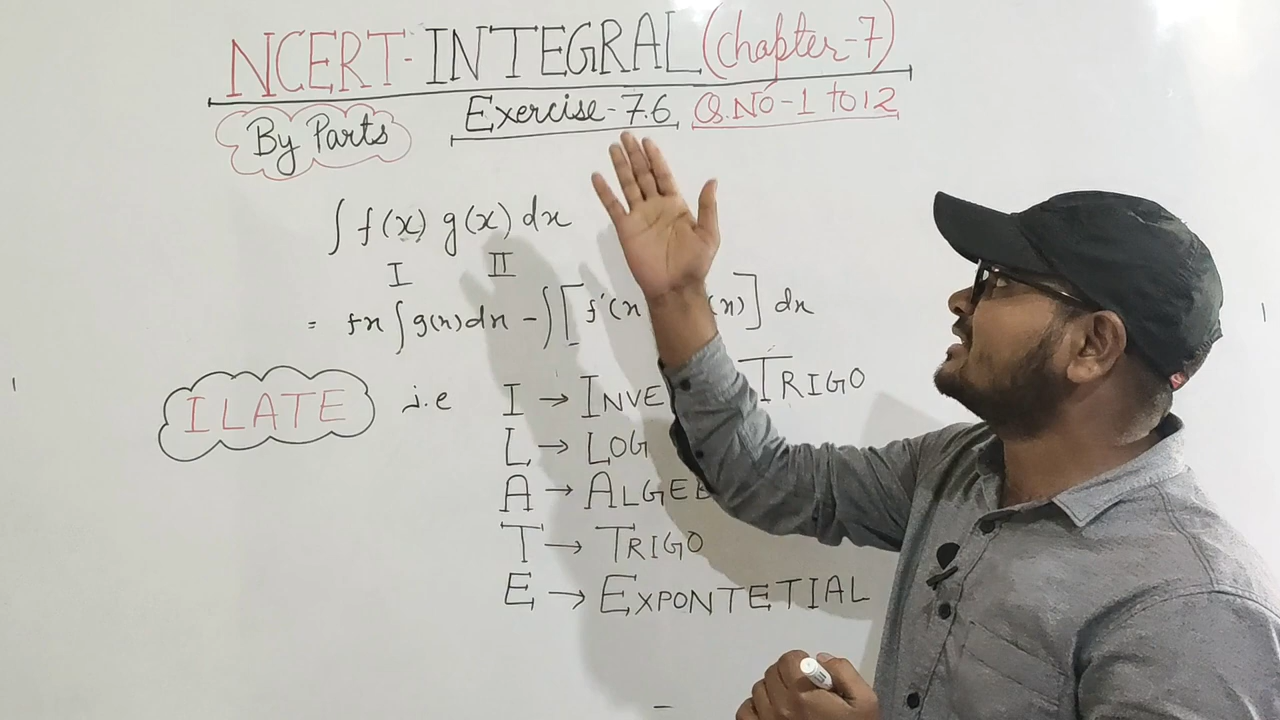 NCERT-INTEGRAL (Chapter-7)
By Parts Exercise-7.6 Q.No-1 to 12
∫ f(x) g(x) dx
I II
= fx ∫ g(x)dx - ∫ [ f'(x (x) ] dx
ILATE i.e I → INVE TRIGO
L → LOG
A → ALGEB
T → TRIGO
E → EXPONTETIAL